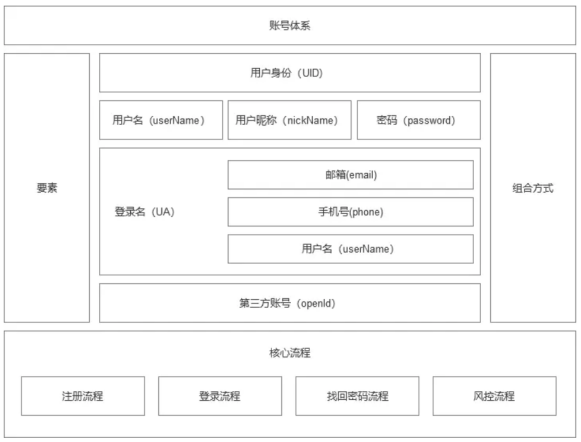 账号体系
用户身份（UID）
用户名（userName） 用户昵称（nickName） 密码（password）
要素
登录名（UA）
邮箱(email)
手机号(phone)
用户名（userName）
组合方式
第三方账号（openId）
核心流程
注册流程 登录流程 找回密码流程 风控流程